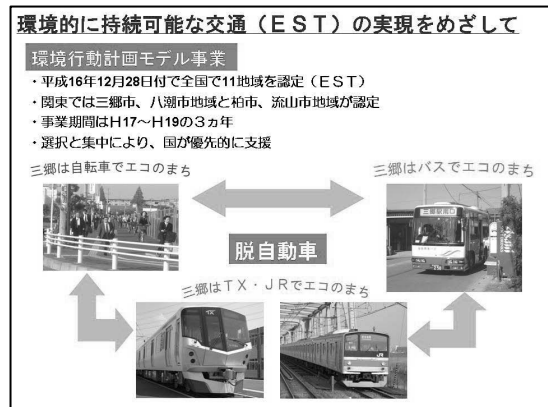 環境的に持続可能な交通（ＥＳＴ）の実現をめざして
環境行動計画モデル事業
・平成16年12月28日付で全国で11地域を認定（ＥＳＴ）
・関東では三郷市、八潮市地域と柏市、流山市地域が認定
・事業期間はＨ17～Ｈ19の３ヵ年
・選択と集中により、国が優先的に支援
三郷は自転車でエコのまち
三郷はバスでエコのまち
三郷駅南口
脱自動車
三郷はＴＸ・ＪＲでエコのまち
JR